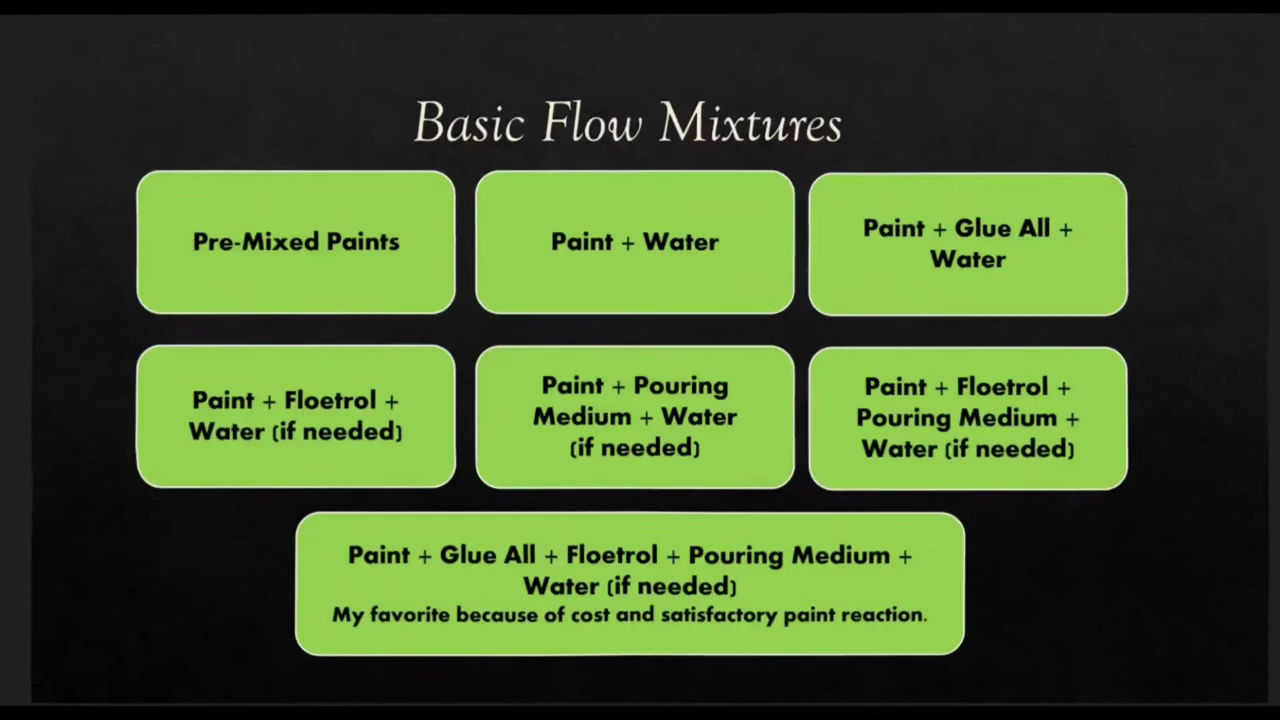 Basic Flow Mixtures
Pre-Mixed Paints
Paint + Water
Paint + Glue All +
Water
Paint + Floetrol +
Water (if needed)
Paint + Pouring
Medium + Water
(if needed)
Paint + Floetrol +
Pouring Medium +
Water (if needed)
Paint + Glue All + Floetrol + Pouring Medium +
Water (if needed)
My favorite because of cost and satisfactory paint reaction.